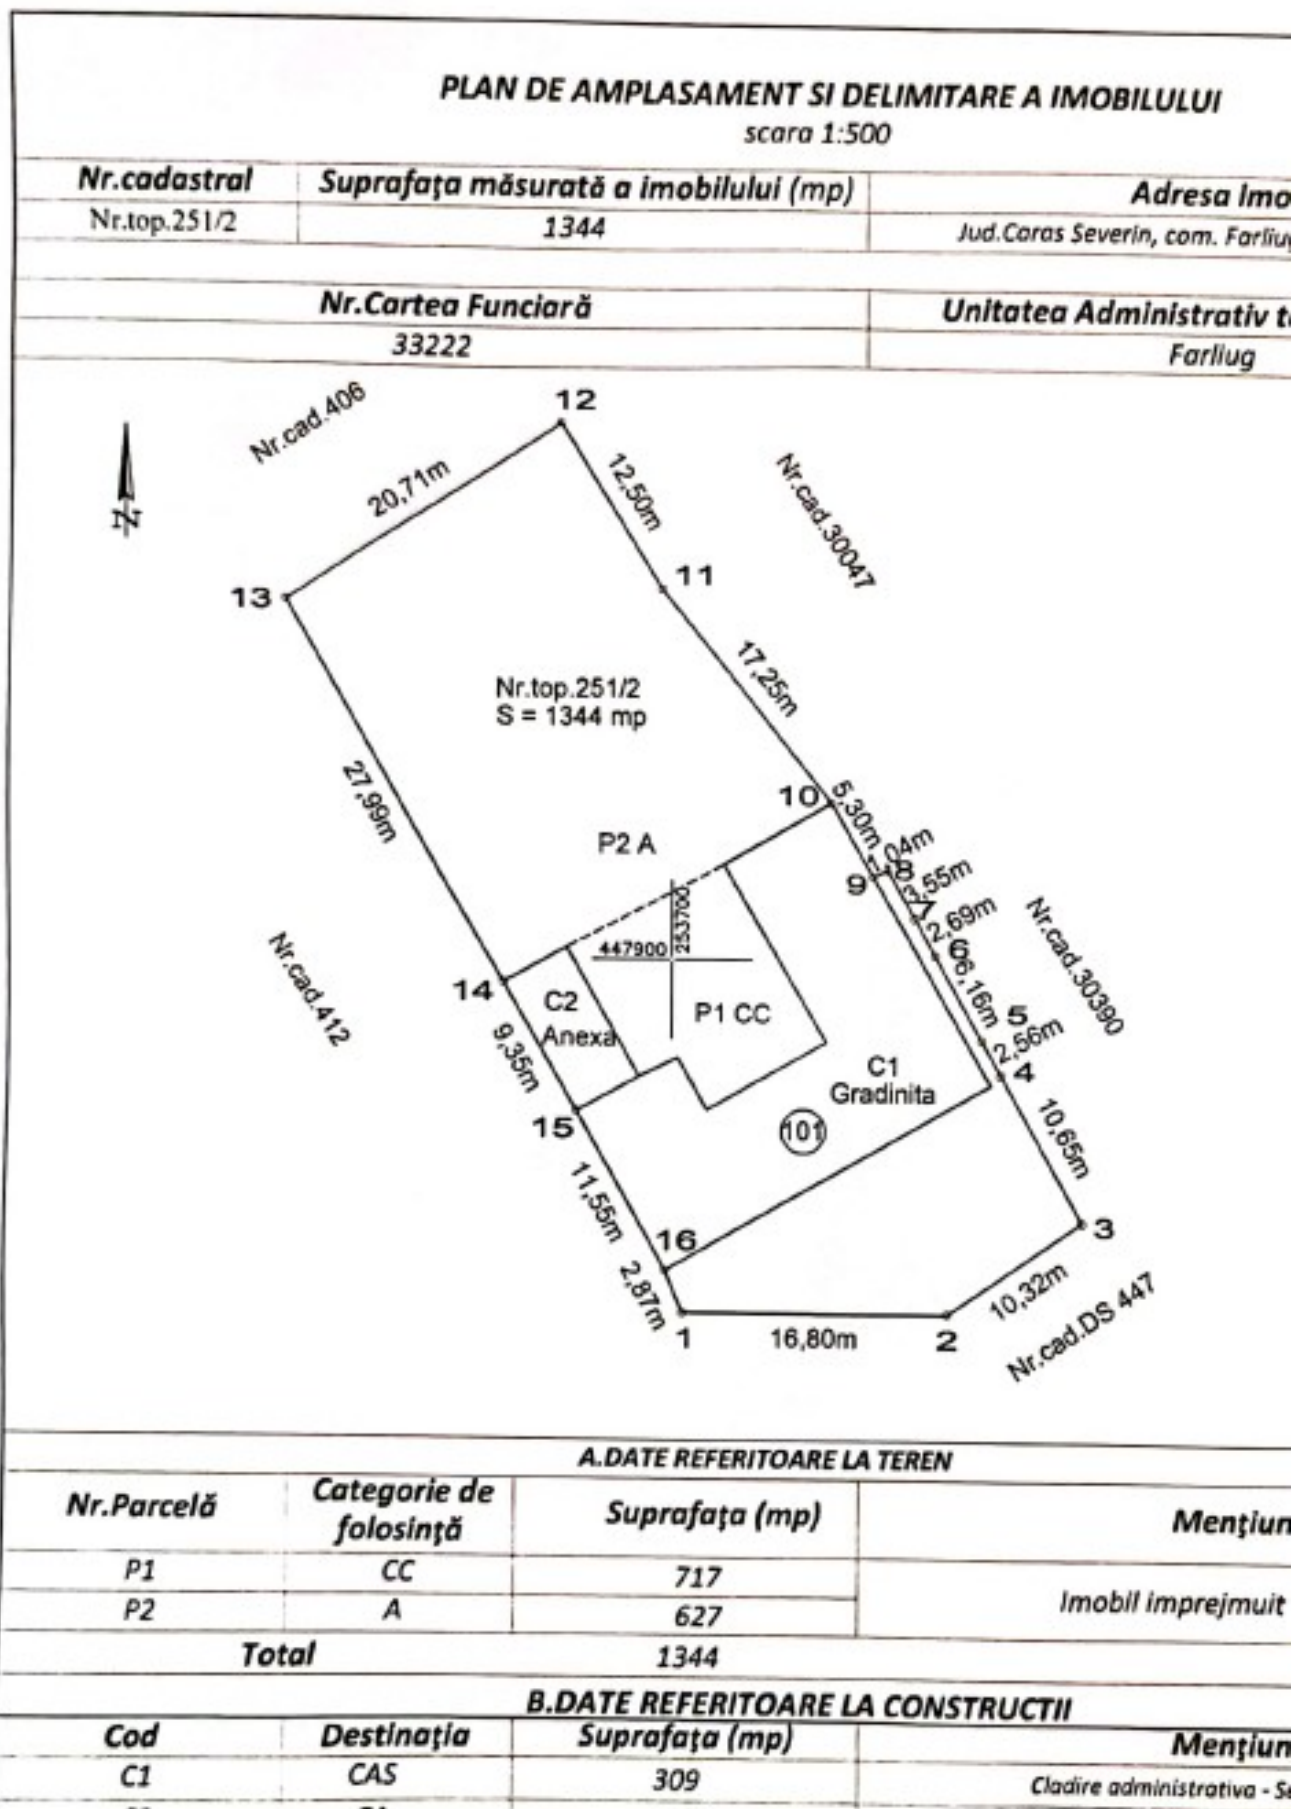 PLAN DE AMPLASAMENT SI DELIMITARE A IMOBILULUI
scara 1:500
Nr.cadastral Suprafaţa măsurată a imobilului (mp) Adresa Imo
Nr.top.251/2 1344 Jud.Caras Severin, com. Farliug
Nr.Cartea Funciară Unitatea Administrativ t
33222 Farliug
Nr.cad.406
12
20,71m
12,50m
Nr.cad.30047
N
13
11
17,25m
Nr.top.251/2
S = 1344 mp
27,99m
10
5,30m
P2 A
1,04m
9
8
3,55m
7
2,69m
6
Nr.cad.30390
253700
447900
6,16m
Nr.cad.412
14
C2
Anexa
P1 CC
5
2,56m
4
9,35m
C1
Gradinita
101
10,65m
15
11,55m
16
3
2,87m
10,32m
Nr.cad.DS 447
1
16,80m
2
A.DATE REFERITOARE LA TEREN
Nr.Parcelă Categorie de folosinţă Suprafaţa (mp) Menţiun
P1 CC 717
Imobil imprejmuit
P2 A 627
Total 1344
B.DATE REFERITOARE LA CONSTRUCTII
Cod Destinaţia Suprafaţa (mp) Menţiun
C1 CAS 309 Cladire administrativa - Se